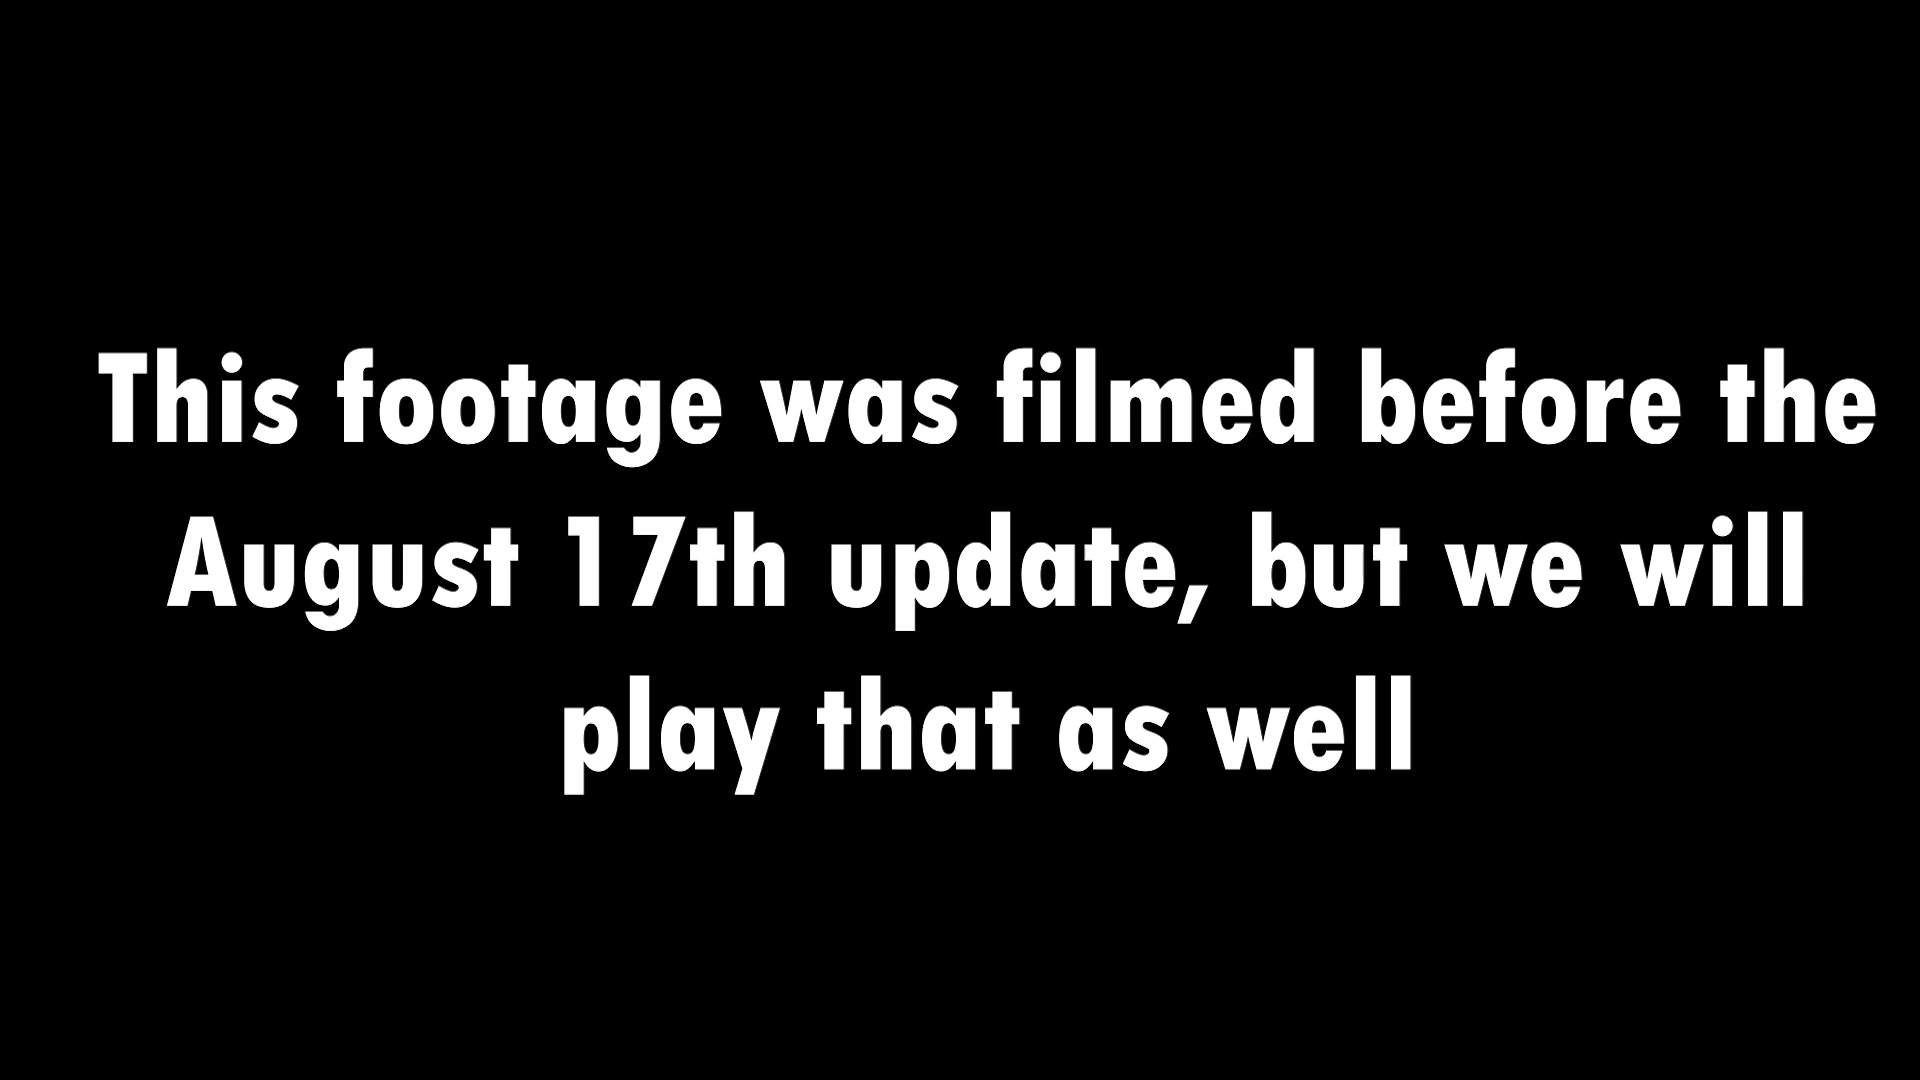 This footage was filmed before the
August 17th update, but we will
play that as well